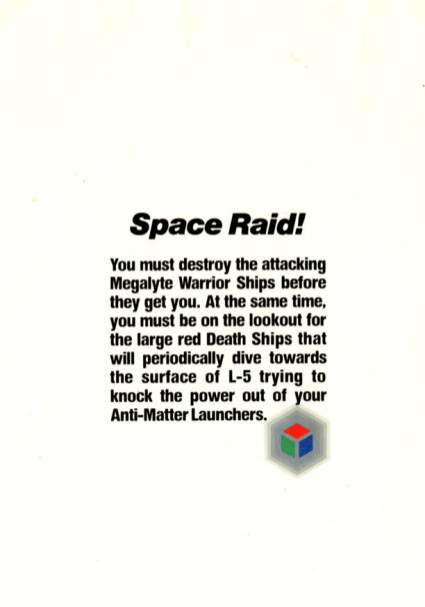 Space Raid!
You must destroy the attacking
Megalyte Warrior Ships before
they get you. At the same time,
you must be on the lookout for
the large red Death Ships that
will periodically dive towards
the surface of L-5 trying to
knock the power out of your
Anti-Matter Launchers.